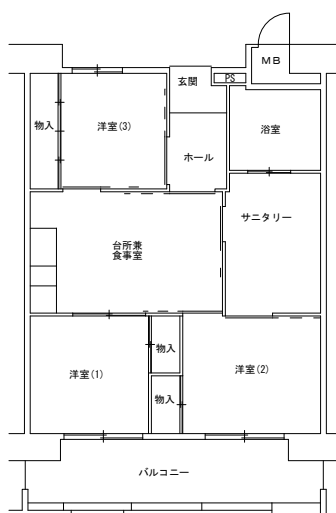 MB
玄関
PS
物入
洋室(3)
浴室
ホール
サニタリー
台所兼
食事室
物入
洋室(1)
洋室(2)
物入
バルコニー